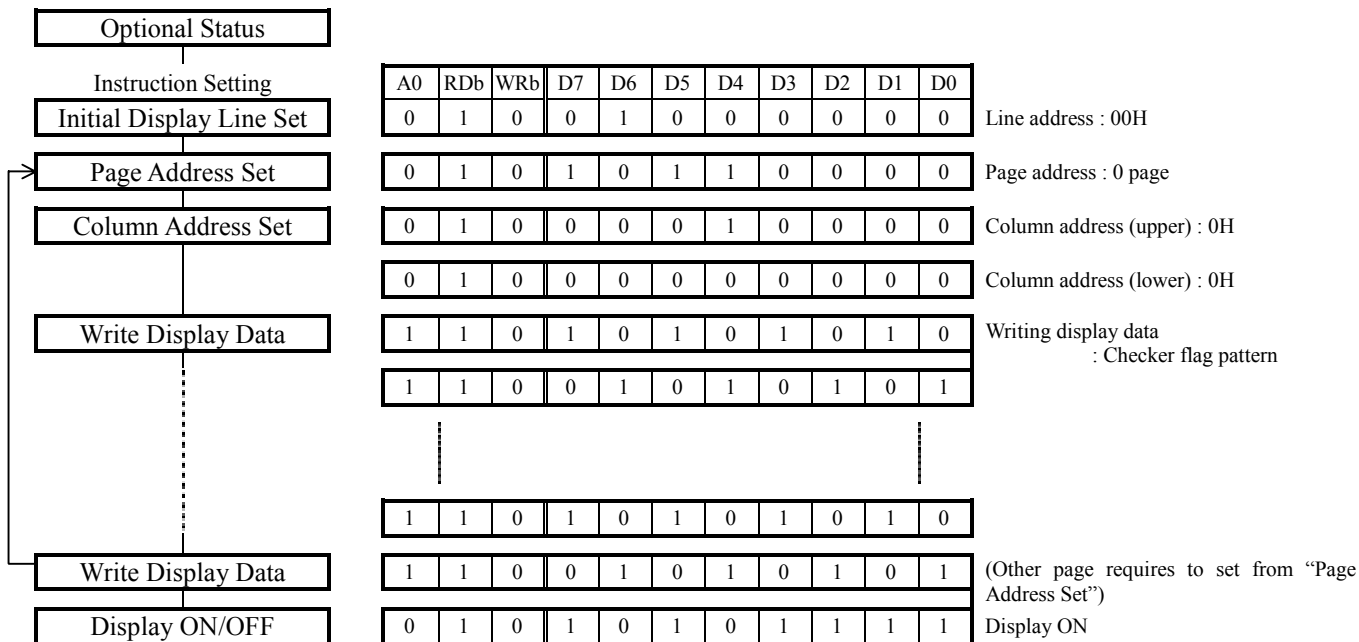 Optional Status
Instruction Setting
A0 RDb WRb D7 D6 D5 D4 D3 D2 D1 D0
Initial Display Line Set 0 1 0 0 1 0 0 0 0 0 0 Line address : 00H
Page Address Set 0 1 0 1 0 1 1 0 0 0 0 Page address : 0 page
Column Address Set 0 1 0 0 0 0 1 0 0 0 0 Column address (upper) : 0H
0 1 0 0 0 0 0 0 0 0 0 Column address (lower) : 0H
Write Display Data 1 1 0 1 0 1 0 1 0 1 0 Writing display data
: Checker flag pattern
1 1 0 0 1 0 1 0 1 0 1
1 1 0 1 0 1 0 1 0 1 0
Write Display Data 1 1 0 0 1 0 1 0 1 0 1 (Other page requires to set from “Page
Address Set”)
Display ON/OFF 0 1 0 1 0 1 0 1 1 1 1 Display ON